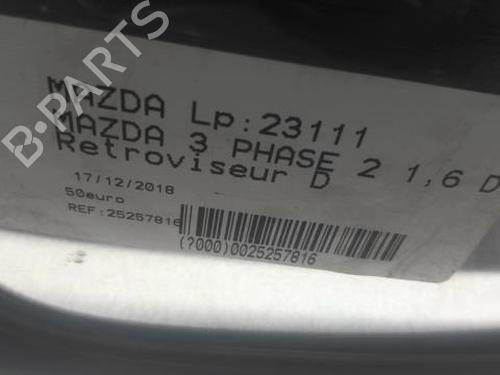 B-PARTS
MAZDA Lp:23111
MAZDA 3 PHASE 2 1,6 D
Retroviseur D
17/12/2018
50euro
REF:25257816
(?000)0025257816